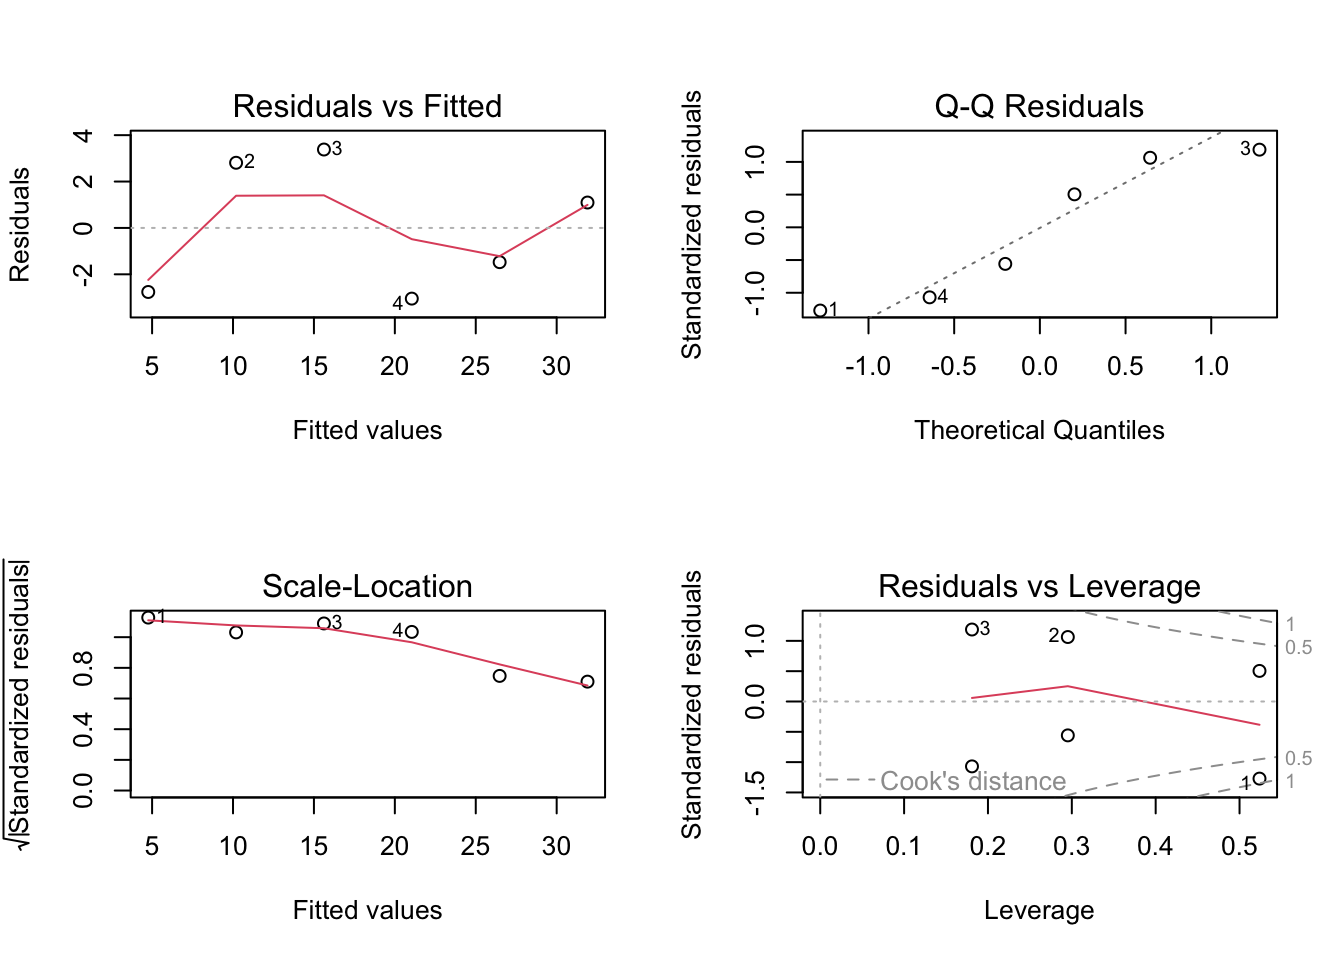 Residuals vs Fitted
Residuals
4
2
0
-2
2
3
4
5 10 15 20 25 30
Fitted values
Q-Q Residuals
Standardized residuals
1.0
0.0
-1.0
3
4
1
-1.0 -0.5 0.0 0.5 1.0
Theoretical Quantiles
Scale-Location
√|Standardized residuals|
0.8
0.4
0.0
1
3
4
5 10 15 20 25 30
Fitted values
Residuals vs Leverage
Standardized residuals
1.0
0.0
-1.5
3
2
1
1
0.5
0.5
1
Cook's distance
0.0 0.1 0.2 0.3 0.4 0.5
Leverage